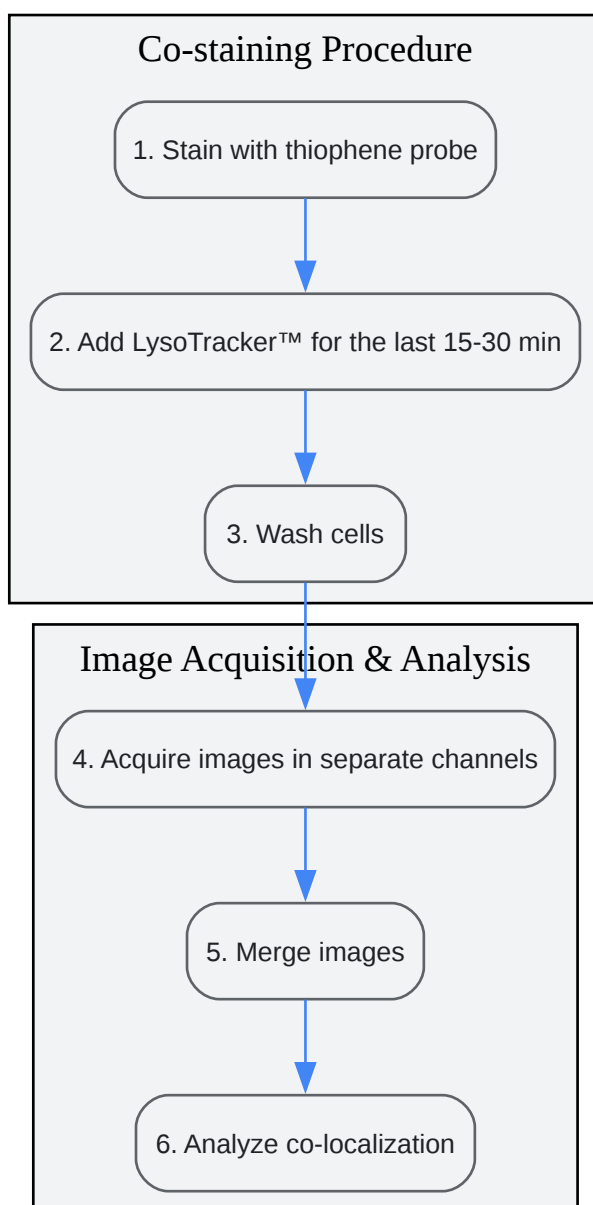 Co-staining Procedure
1. Stain with thiophene probe
2. Add LysoTracker™ for the last 15-30 min
3. Wash cells
Image Acquisition & Analysis
4. Acquire images in separate channels
5. Merge images
6. Analyze co-localization